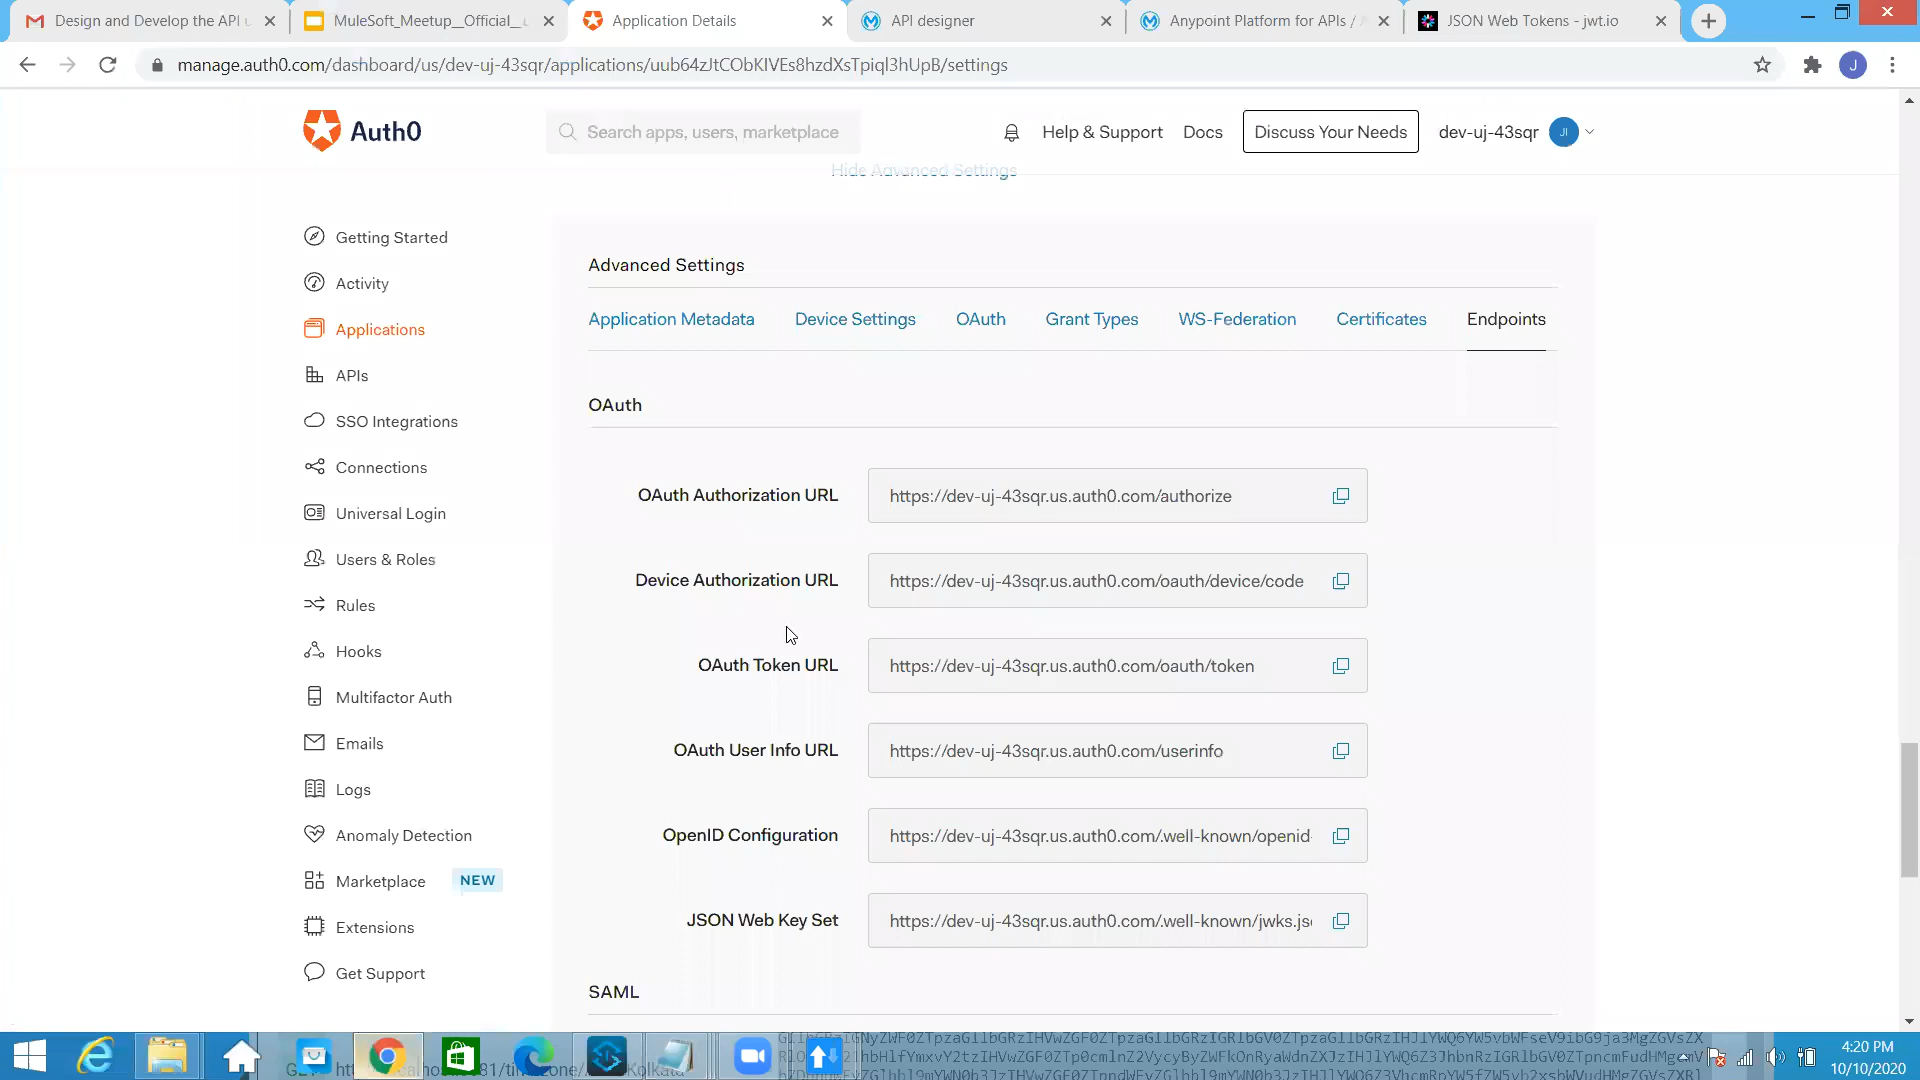 Design and Develop the API u
MuleSoft_Meetup__Official_
Application Details
API designer
Anypoint Platform for APIs /
JSON Web Tokens - jwt.io
manage.auth0.com/dashboard/us/dev-uj-43sqr/applications/uub64zJtCObKIVEs8hzdXsTpiql3hUpB/settings
J
Auth0
Search apps, users, marketplace
Help & Support
Docs
Discuss Your Needs
dev-uj-43sqr
JI
Hide Advanced Settings
Getting Started
Activity
Applications
APIs
SSO Integrations
Connections
Universal Login
Users & Roles
Rules
Hooks
Multifactor Auth
Emails
Logs
Anomaly Detection
Marketplace NEW
Extensions
Get Support
Advanced Settings
Application Metadata
Device Settings
OAuth
Grant Types
WS-Federation
Certificates
Endpoints
OAuth
OAuth Authorization URL
https://dev-uj-43sqr.us.auth0.com/authorize
Device Authorization URL
https://dev-uj-43sqr.us.auth0.com/oauth/device/code
OAuth Token URL
https://dev-uj-43sqr.us.auth0.com/oauth/token
OAuth User Info URL
https://dev-uj-43sqr.us.auth0.com/userinfo
OpenID Configuration
https://dev-uj-43sqr.us.auth0.com/.well-known/openid
JSON Web Key Set
https://dev-uj-43sqr.us.auth0.com/.well-known/jwks.js
SAML
4:20 PM
10/10/2020